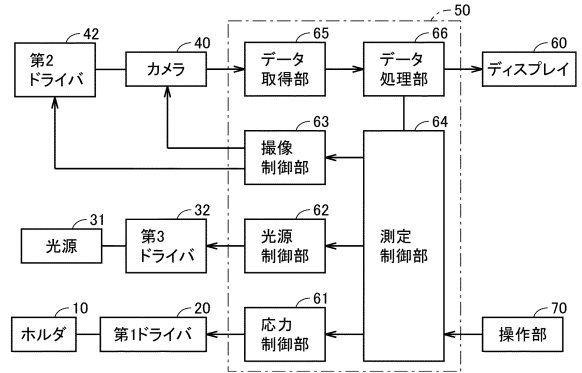 50
42
第2
ドライバ
40
カメラ
65
データ
取得部
66
データ
処理部
60
ディスプレイ
63
撮像
制御部
64
測定
制御部
31
光源
32
第3
ドライバ
62
光源
制御部
10
ホルダ
20
第1ドライバ
61
応力
制御部
70
操作部